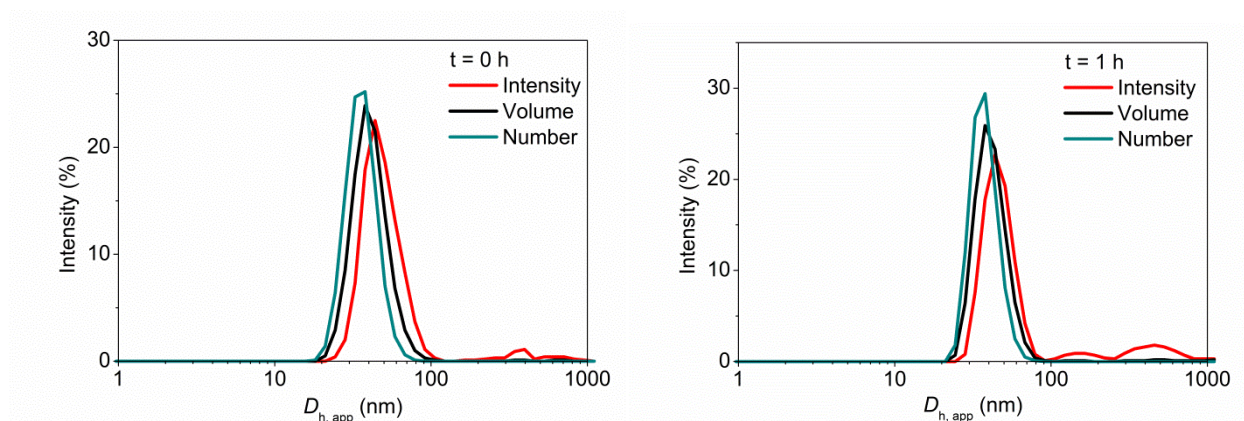 30
20
10
0
Intensity (%)
t = 0 h
Intensity
Volume
Number
1
10
100
1000
D h, app (nm)
30
20
10
0
Intensity (%)
t = 1 h
Intensity
Volume
Number
1
10
100
1000
D h, app (nm)